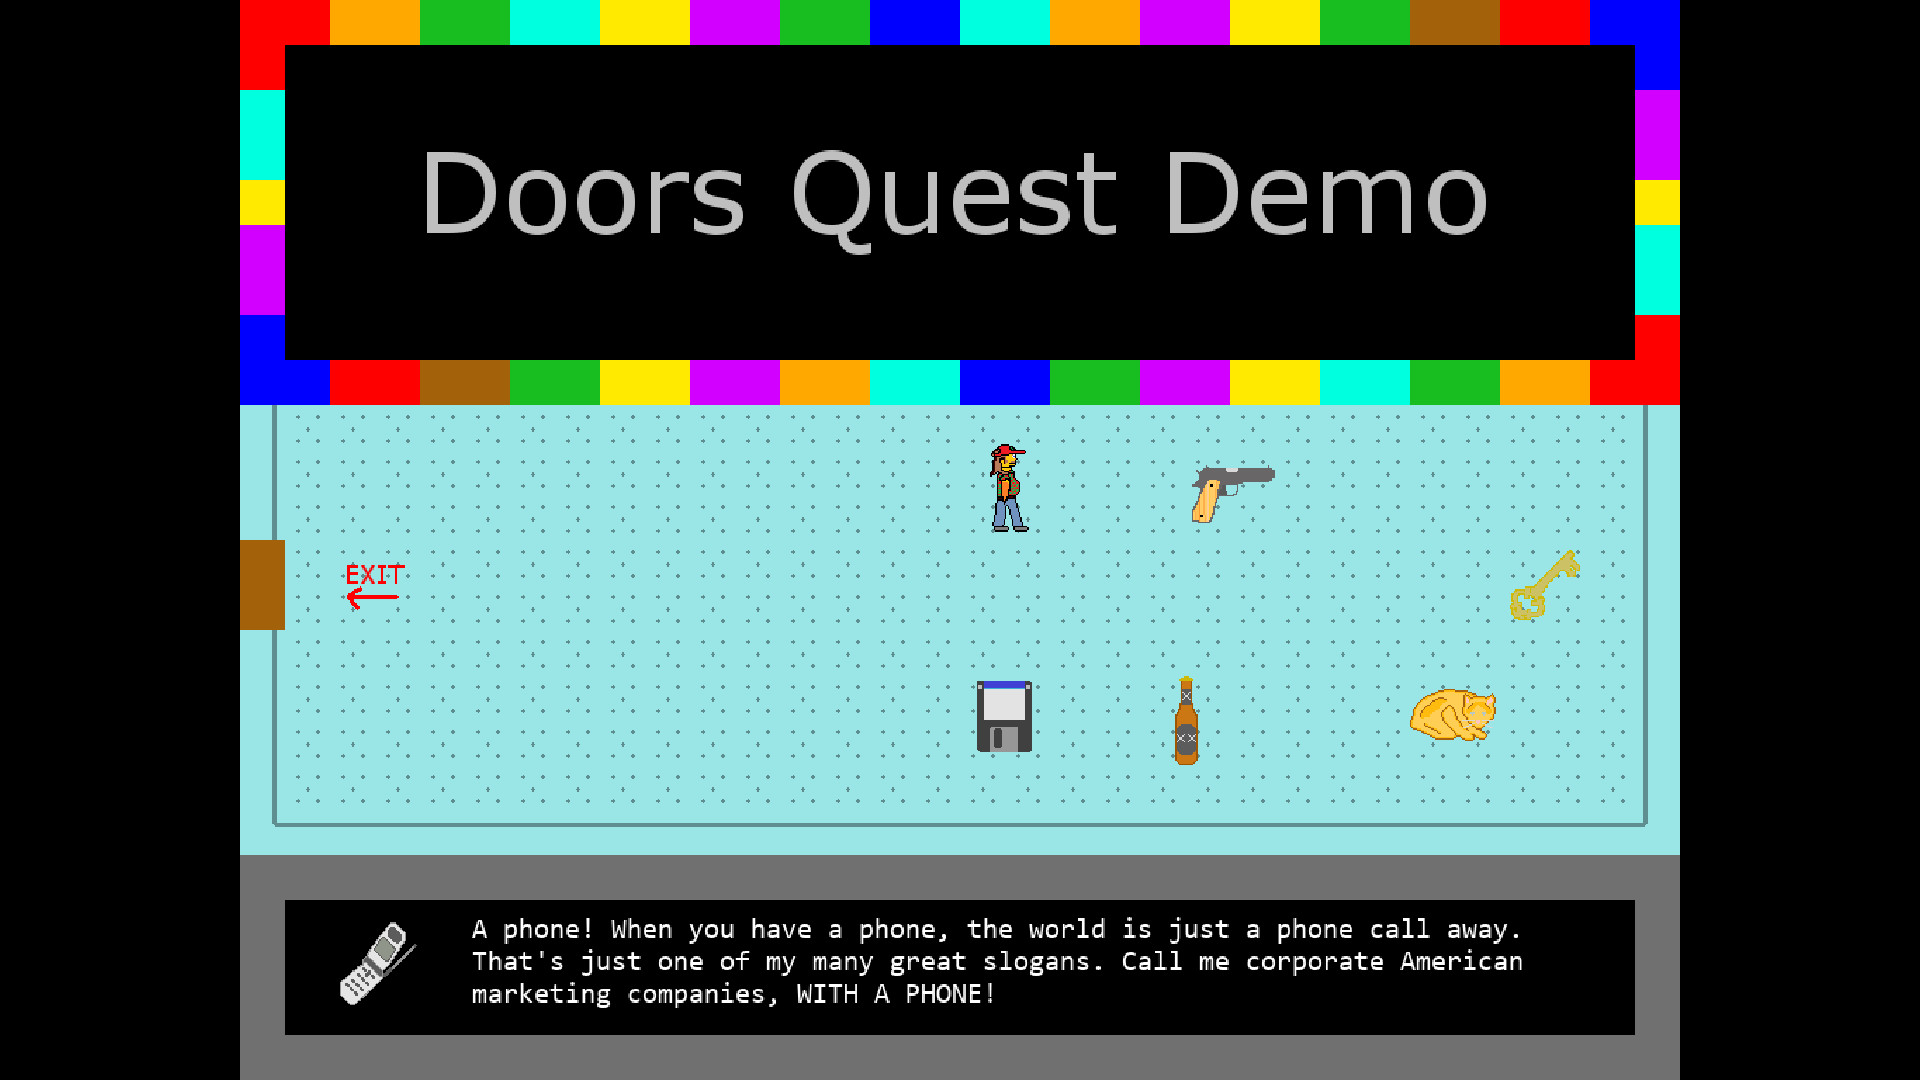 Doors Quest Demo
EXIT
A phone! When you have a phone, the world is just a phone call away.
That's just one of my many great slogans. Call me corporate American
marketing companies, WITH A PHONE!